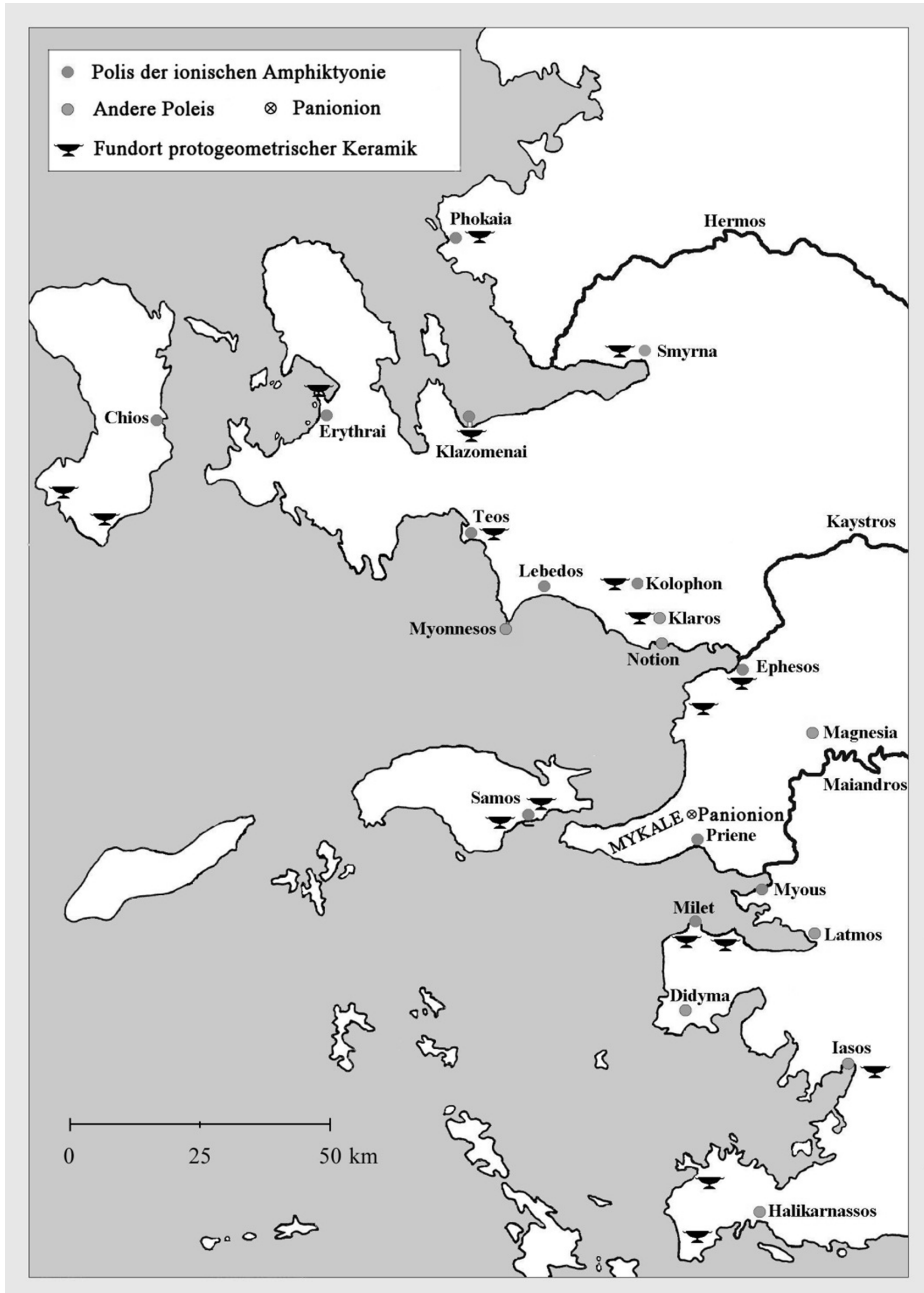 Polis der ionischen Amphiktyonie
Andere Poleis
Panionion
Fundort protogeometrischer Keramik
Phokaia
Hermos
Smyrna
Chios
Erythrai
Klazomenai
Teos
Kaystros
Lebedos
Kolophon
Klaros
Myonnesos
Notion
Ephesos
Magnesia
Maiandros
Samos
MYKALE
Panionion
Priene
Myous
Milet
Latmos
Didyma
Iasos
0 25 50 km
Halikarnassos